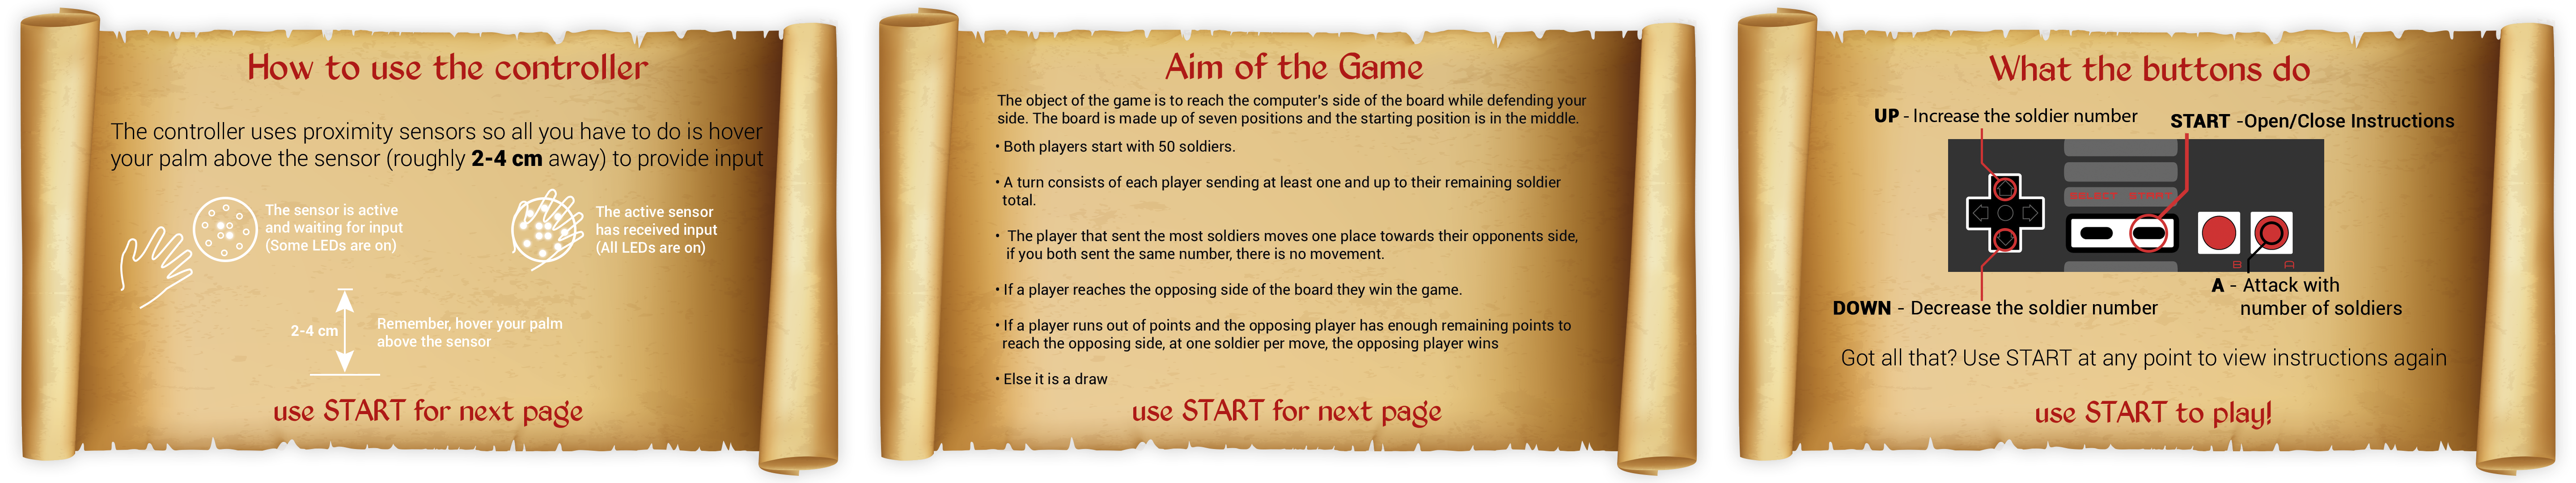 How to use the controller
The controller uses proximity sensors so all you have to do is hover
your palm above the sensor (roughly 2-4 cm away) to provide input
The sensor is active
and waiting for input
(Some LEDs are on)
The active sensor
has received input
(All LEDs are on)
2-4 cm
Remember, hover your palm
above the sensor
use START for next page
Aim of the Game
The object of the game is to reach the computer's side of the board while defending your
side. The board is made up of seven positions and the starting position is in the middle.
• Both players start with 50 soldiers.
• A turn consists of each player sending at least one and up to their remaining soldier
total.
• The player that sent the most soldiers moves one place towards their opponents side,
if you both sent the same number, there is no movement.
• If a player reaches the opposing side of the board they win the game.
• If a player runs out of points and the opposing player has enough remaining points to
reach the opposing side, at one soldier per move, the opposing player wins
• Else it is a draw
use START for next page
What the buttons do
UP - Increase the soldier number
START -Open/Close Instructions
SELECT START
B A
A - Attack with
number of soldiers
DOWN - Decrease the soldier number
Got all that? Use START at any point to view instructions again
use START to play!